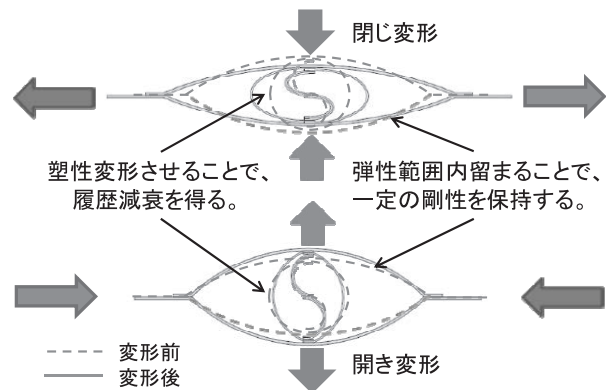 閉じ変形
塑性変形させることで、
履歴減衰を得る。
弾性範囲内留まることで、
一定の剛性を保持する。
変形前
変形後
開き変形